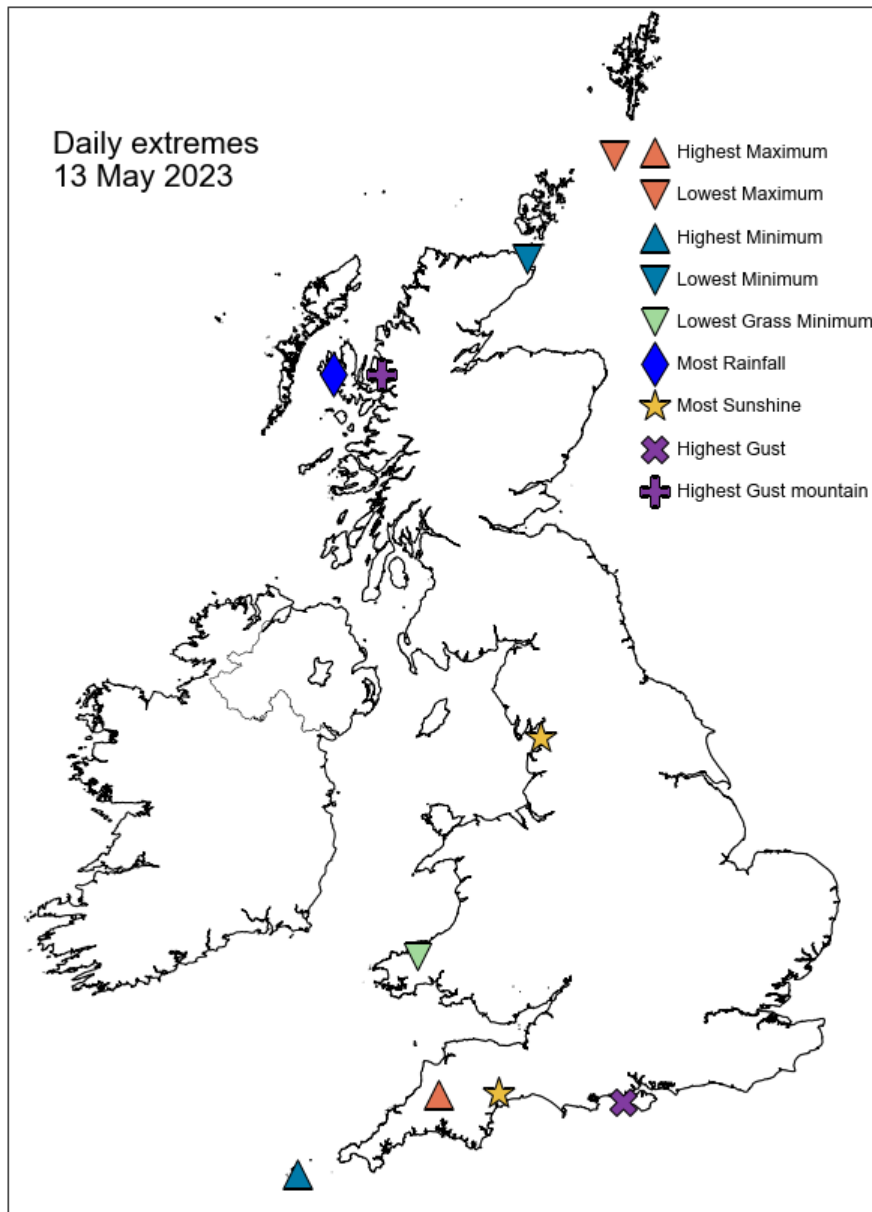 Daily extremes
13 May 2023
Highest Maximum
Lowest Maximum
Highest Minimum
Lowest Minimum
Lowest Grass Minimum
Most Rainfall
Most Sunshine
Highest Gust
Highest Gust mountain